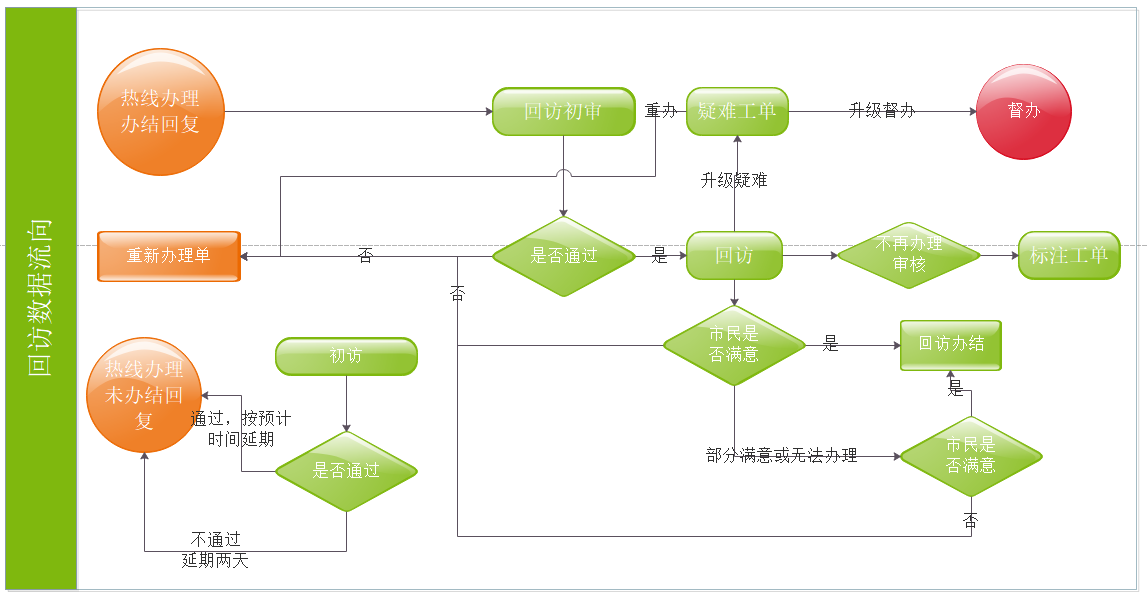 回访数据流向
热线办理
办结回复
回访初审
重办
疑难工单
升级督办
督办
升级疑难
重新办理单
否
是否通过
是
回访
不再办理
审核
标注工单
否
市民是
否满意
是
回访办结
初访
热线办理
未办结回
复
通过，按预计
时间延期
是否通过
是
部分满意或无法办理
市民是
否满意
否
不通过
延期两天